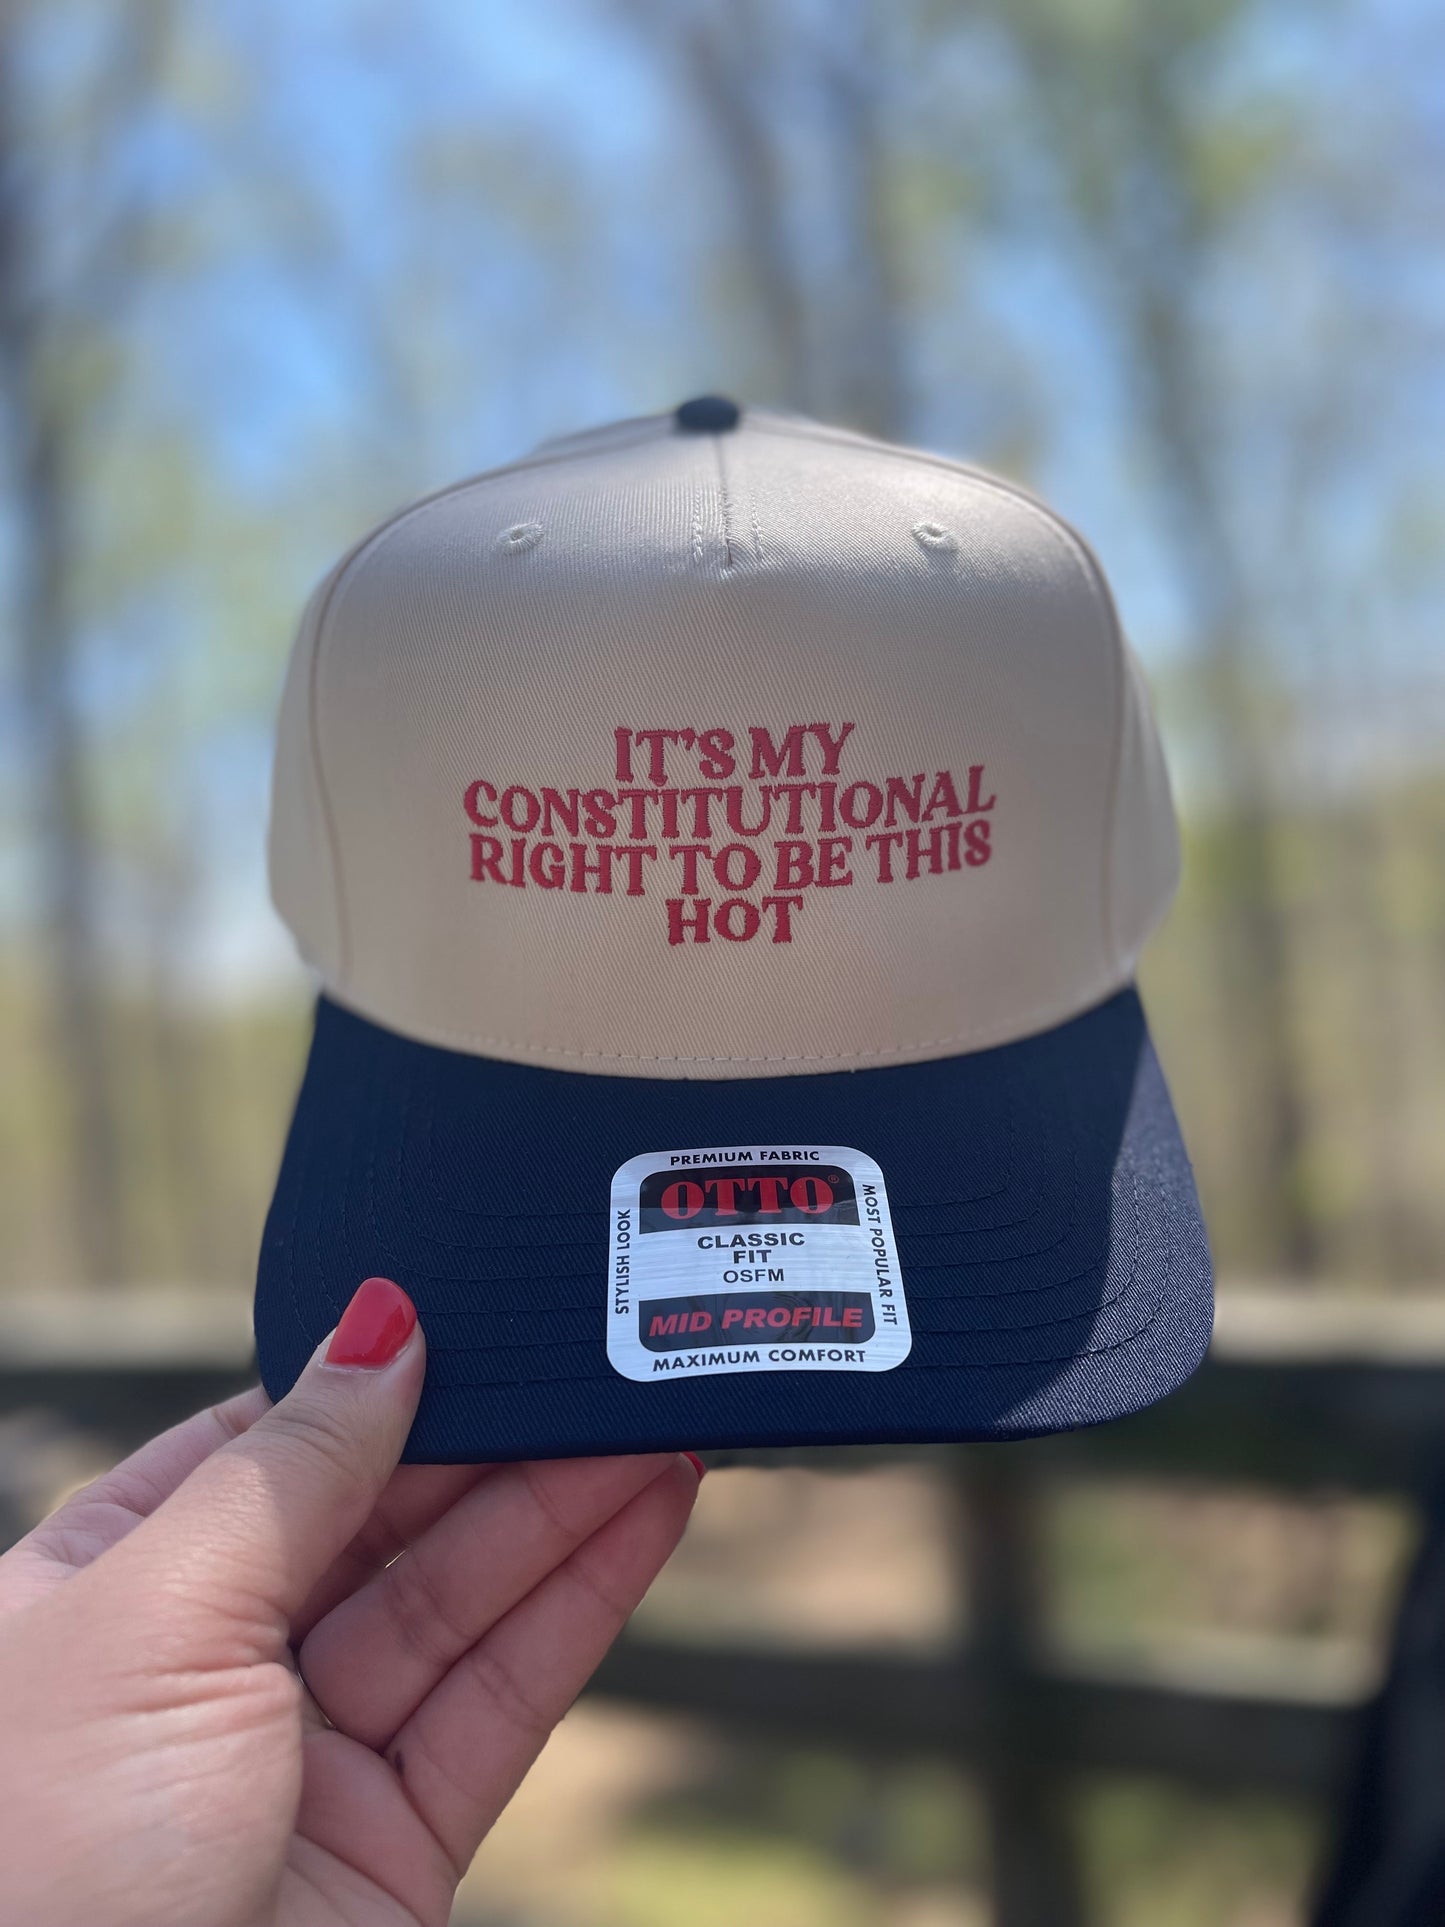 IT'S MY
CONSTITUTIONAL
RIGHT TO BE THIS
HOT
PREMIUM FABRIC
OTTO®
CLASSIC
FIT
OSFM
MID PROFILE
MAXIMUM COMFORT
STYLISH LOOK
MOST POPULAR FIT